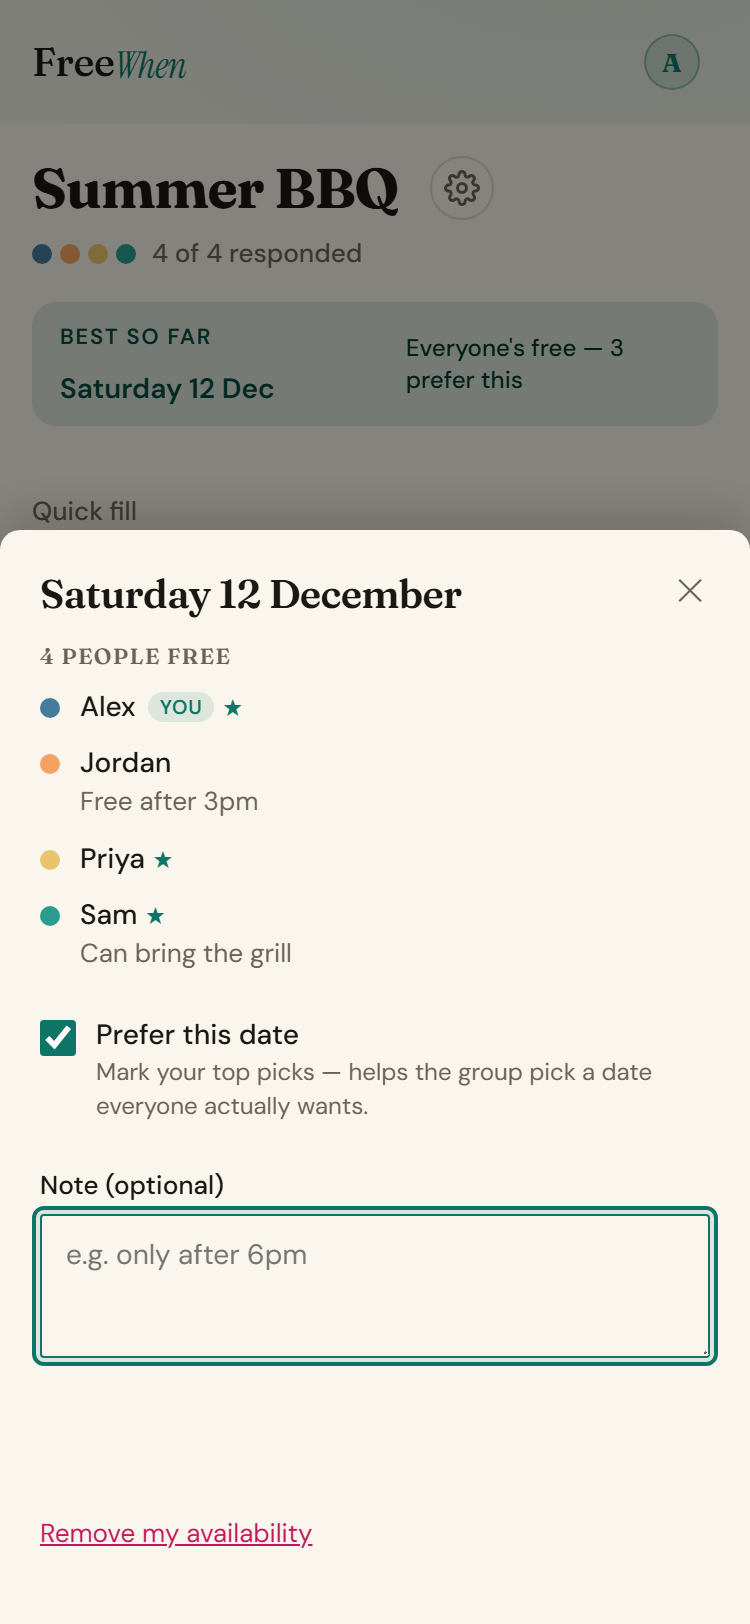 FreeWhen
A
Summer BBQ
4 of 4 responded
BEST SO FAR
Saturday 12 Dec
Everyone's free — 3
prefer this
Quick fill
Saturday 12 December
4 PEOPLE FREE
Alex YOU ★
Jordan
Free after 3pm
Priya ★
Sam ★
Can bring the grill
Prefer this date
Mark your top picks — helps the group pick a date
everyone actually wants.
Note (optional)
e.g. only after 6pm
Remove my availability